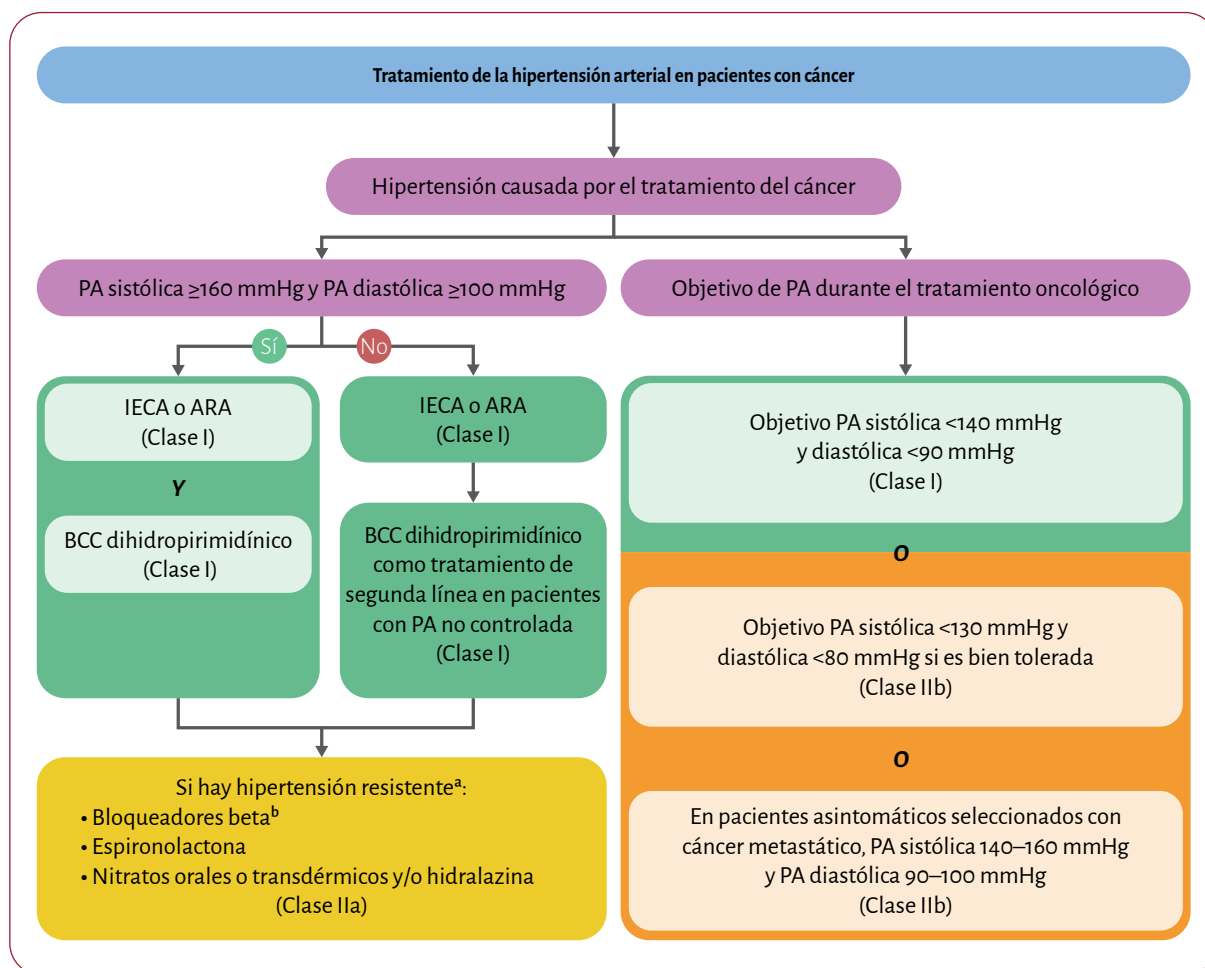 Tratamiento de la hipertensión arterial en pacientes con cáncer
Hipertensión causada por el tratamiento del cáncer
PA sistólica ≥160 mmHg y PA diastólica ≥100 mmHg
Sí
No
IECA o ARA
(Clase I)
Y
BCC dihidropirimidínico
(Clase I)
IECA o ARA
(Clase I)
BCC dihidropirimidínico
como tratamiento de
segunda línea en pacientes
con PA no controlada
(Clase I)
Si hay hipertensión resistenteᵃ:
• Bloqueadores betaᵇ
• Espironolactona
• Nitratos orales o transdérmicos y/o hidralazina
(Clase IIa)
Objetivo de PA durante el tratamiento oncológico
Objetivo PA sistólica <140 mmHg
y diastólica <90 mmHg
(Clase I)
O
Objetivo PA sistólica <130 mmHg y
diastólica <80 mmHg si es bien tolerada
(Clase IIb)
O
En pacientes asintomáticos seleccionados con
cáncer metastático, PA sistólica 140–160 mmHg
y PA diastólica 90–100 mmHg
(Clase IIb)